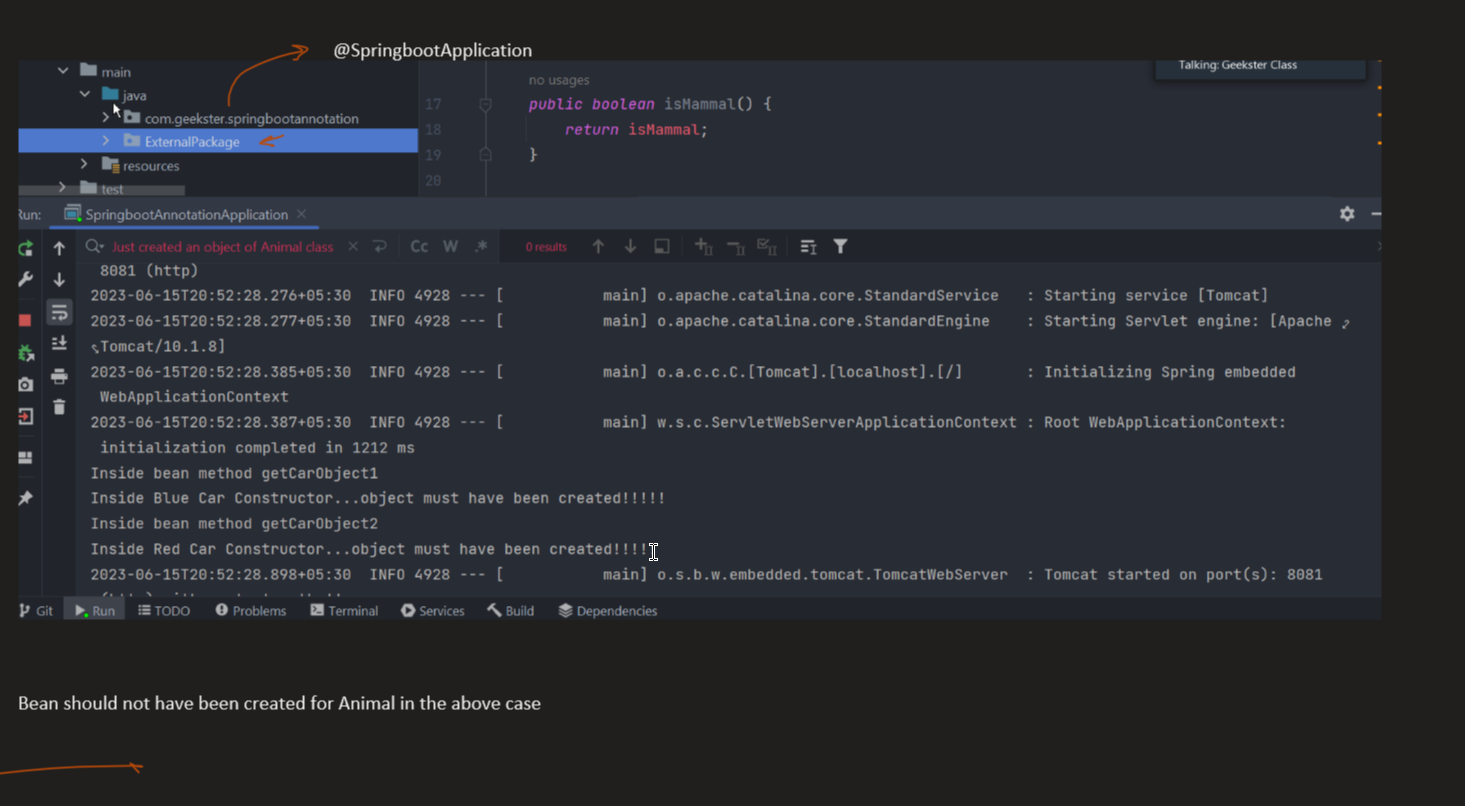 @SpringbootApplication
Talking: Geekster Class
main
java
com.geekster.springbootannotation
ExternalPackage
resources
test
no usages
17 public boolean isMammal() {
18 return isMammal;
19 }
20
Run: SpringbootAnnotationApplication
Just created an object of Animal class Cc W .* 0 results
8081 (http)
2023-06-15T20:52:28.276+05:30 INFO 4928 --- [ main] o.apache.catalina.core.StandardService : Starting service [Tomcat]
2023-06-15T20:52:28.277+05:30 INFO 4928 --- [ main] o.apache.catalina.core.StandardEngine : Starting Servlet engine: [Apache
Tomcat/10.1.8]
2023-06-15T20:52:28.385+05:30 INFO 4928 --- [ main] o.a.c.c.C.[Tomcat].[localhost].[/] : Initializing Spring embedded
WebApplicationContext
2023-06-15T20:52:28.387+05:30 INFO 4928 --- [ main] w.s.c.ServletWebServerApplicationContext : Root WebApplicationContext:
initialization completed in 1212 ms
Inside bean method getCarObject1
Inside Blue Car Constructor...object must have been created!!!!!
Inside bean method getCarObject2
Inside Red Car Constructor...object must have been created!!!!!
2023-06-15T20:52:28.898+05:30 INFO 4928 --- [ main] o.s.b.w.embedded.tomcat.TomcatWebServer : Tomcat started on port(s): 8081
Git Run TODO Problems Terminal Services Build Dependencies
Bean should not have been created for Animal in the above case